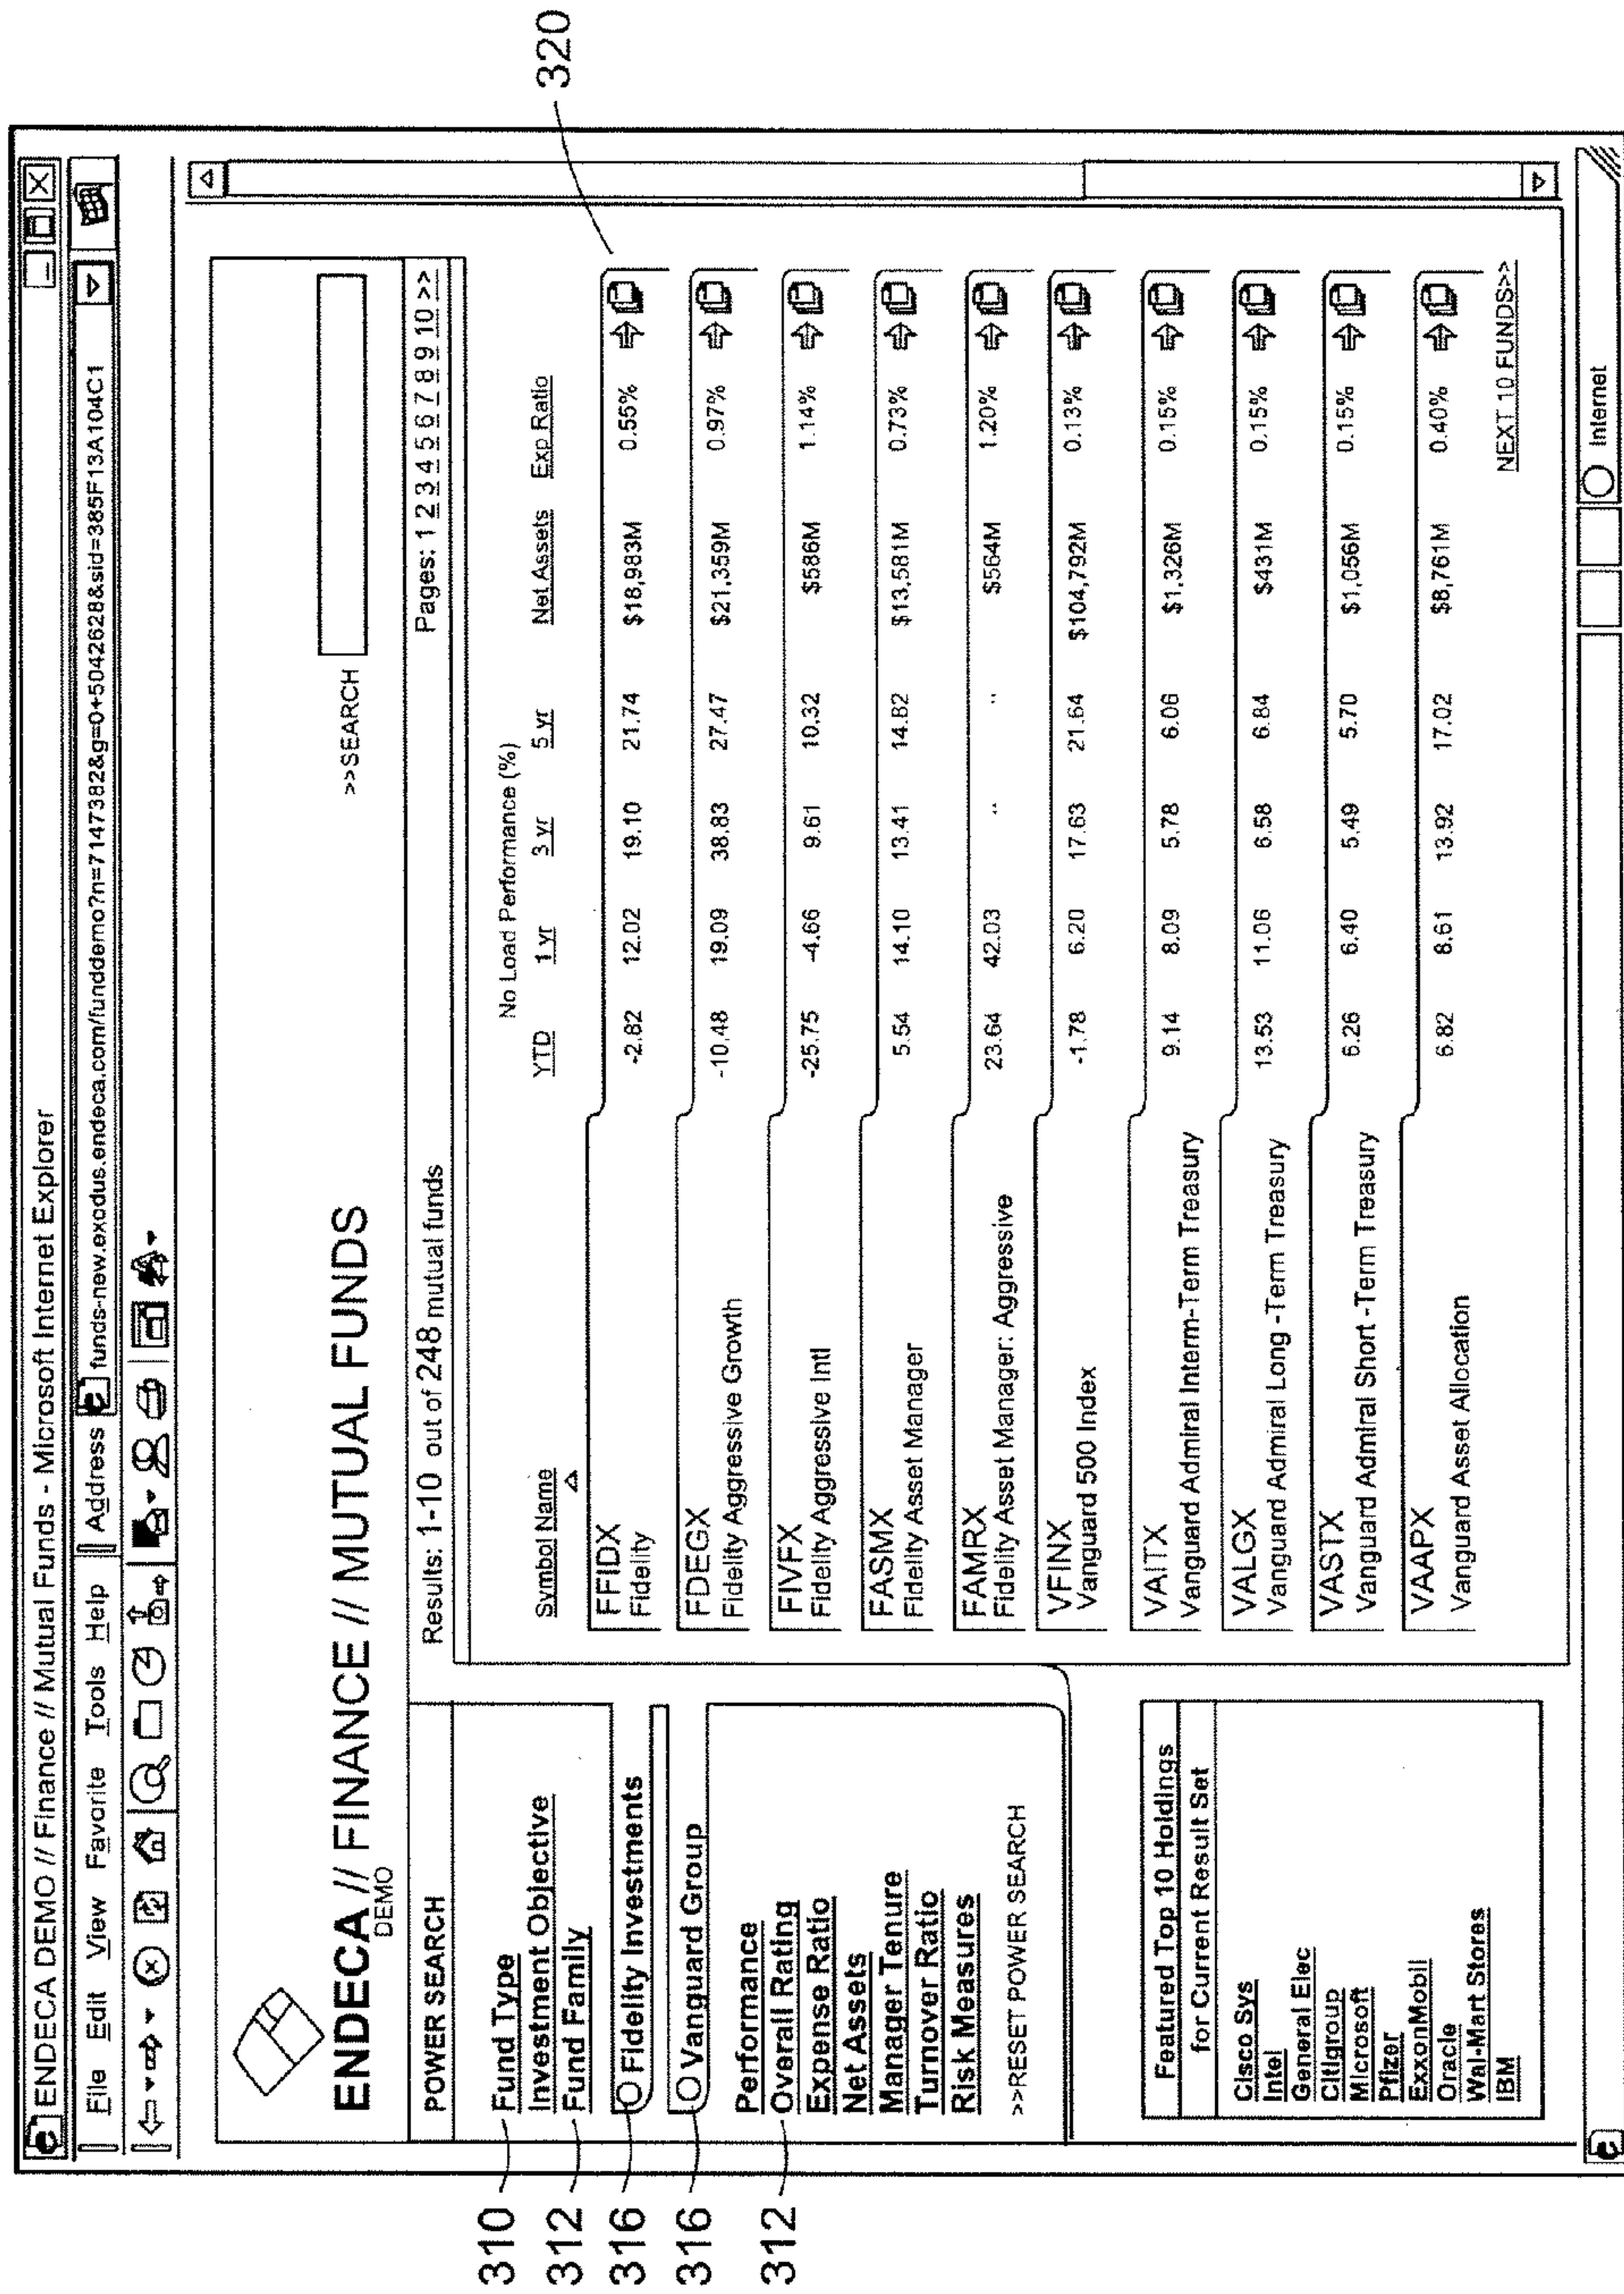 ENDECA DEMO // Finance // Mutual Funds - Microsoft Internet Explorer
File Edit View Favorite Tools Help
Address funds-new.exodus.endeca.com/funddemo?n=7147382&g=0+5042628&sid=385F13A104C1
ENDECA // FINANCE // MUTUAL FUNDS
DEMO
>>SEARCH
POWER SEARCH
Results: 1-10 out of 248 mutual funds
Pages: 1 2 3 4 5 6 7 8 9 10 >>
310
Fund Type
Investment Objective
312
Fund Family
316
Fidelity Investments
316
Vanguard Group
Performance
312
Overall Rating
Expense Ratio
Net Assets
Manager Tenure
Turnover Ratio
Risk Measures
>>RESET POWER SEARCH
Featured Top 10 Holdings
for Current Result Set
Cisco Sys
Intel
General Elec
Citigroup
Microsoft
Pfizer
ExxonMobil
Oracle
Wal-Mart Stores
IBM
No Load Performance (%)
Symbol Name YTD 1 yr 3 yr 5 yr Net Assets Exp Ratio
320
FFIDX
Fidelity -2.82 12.02 19.10 21.74 $18,983M 0.55%
FDEGX
Fidelity Aggressive Growth -10.48 19.09 38.83 27.47 $21,359M 0.97%
FIVFX
Fidelity Aggressive Intl -25.75 -4.66 9.61 10.32 $586M 1.14%
FASMX
Fidelity Asset Manager 5.54 14.10 13.41 14.82 $13,581M 0.73%
FAMRX
Fidelity Asset Manager: Aggressive 23.64 42.03 -- -- $564M 1.20%
VFINX
Vanguard 500 Index -1.78 6.20 17.63 21.64 $104,792M 0.13%
VAITX
Vanguard Admiral Interm-Term Treasury 9.14 8.09 5.78 6.06 $1,326M 0.15%
VALGX
Vanguard Admiral Long -Term Treasury 13.53 11.06 6.58 6.84 $431M 0.15%
VASTX
Vanguard Admiral Short -Term Treasury 6.26 6.40 5.49 5.70 $1,056M 0.15%
VAAPX
Vanguard Asset Allocation 6.82 8.61 13.92 17.02 $8,761M 0.40%
NEXT 10 FUNDS>>
Internet